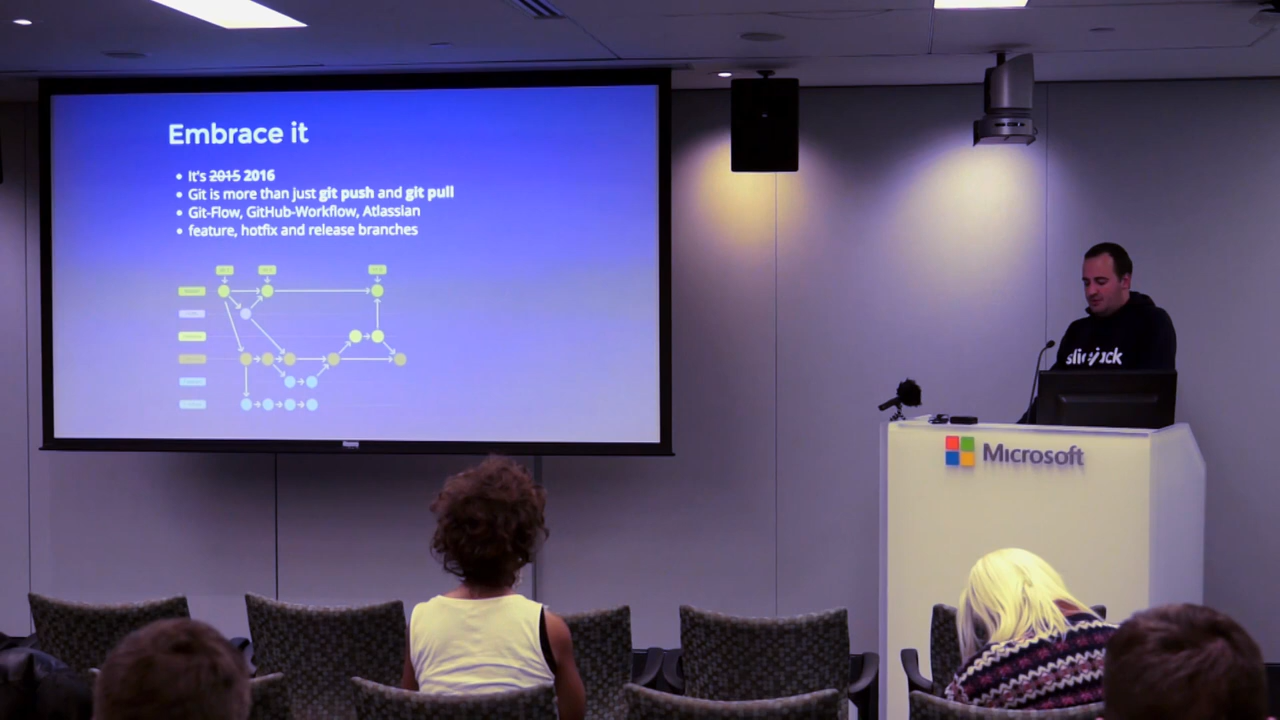 Embrace it
• It's 2015 2016
• Git is more than just git push and git pull
• Git-Flow, GitHub-Workflow, Atlassian
• feature, hotfix and release branches
Microsoft